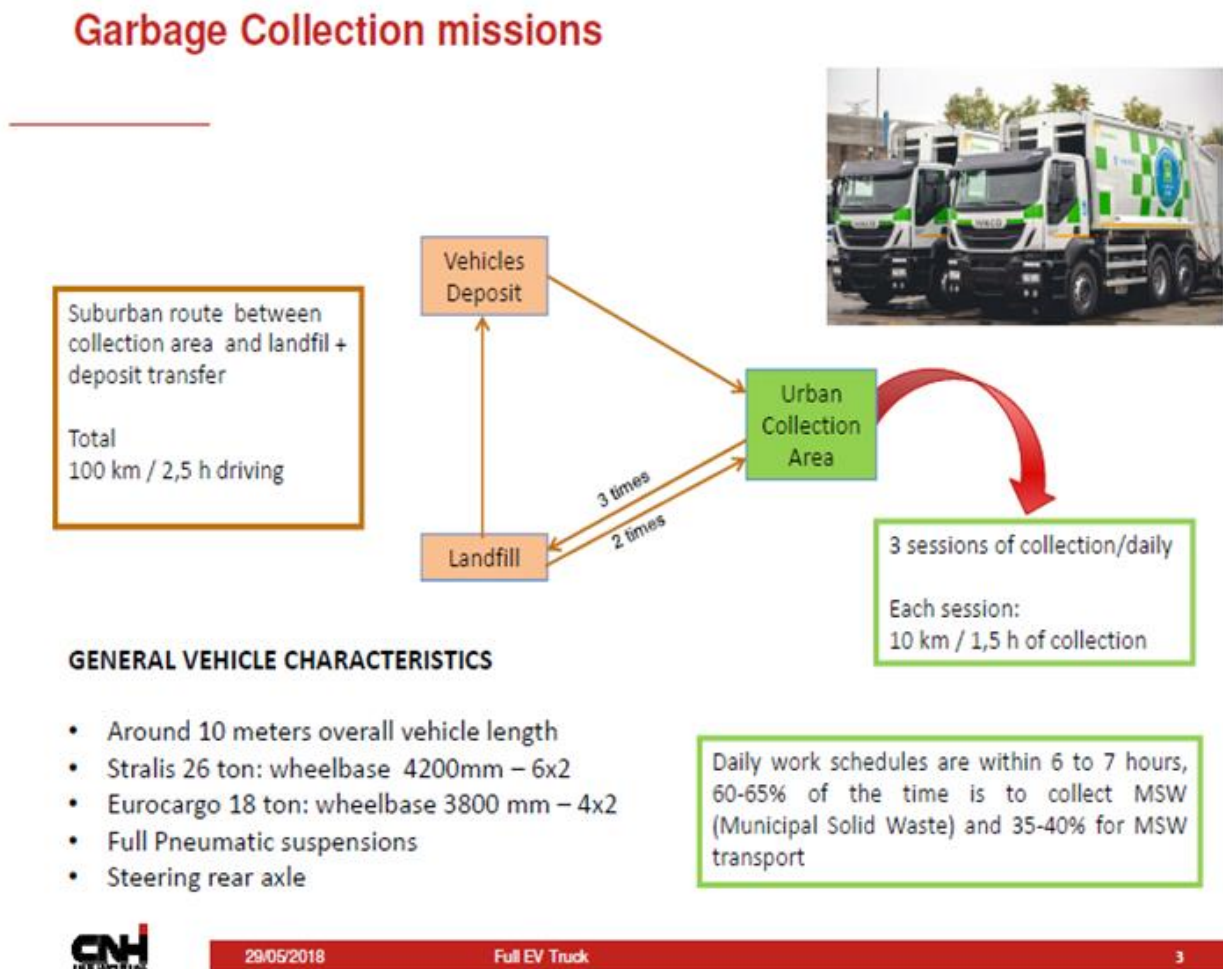 Garbage Collection missions
Vehicles
Deposit
Suburban route between
collection area and landfil +
deposit transfer
Total
100 km / 2,5 h driving
Urban
Collection
Area
3 times
2 times
Landfill
3 sessions of collection/daily
Each session:
10 km / 1,5 h of collection
GENERAL VEHICLE CHARACTERISTICS
• Around 10 meters overall vehicle length
• Stralis 26 ton: wheelbase 4200mm – 6x2
• Eurocargo 18 ton: wheelbase 3800 mm – 4x2
• Full Pneumatic suspensions
• Steering rear axle
Daily work schedules are within 6 to 7 hours,
60-65% of the time is to collect MSW
(Municipal Solid Waste) and 35-40% for MSW
transport
CNH
29/05/2018 Full EV Truck 3